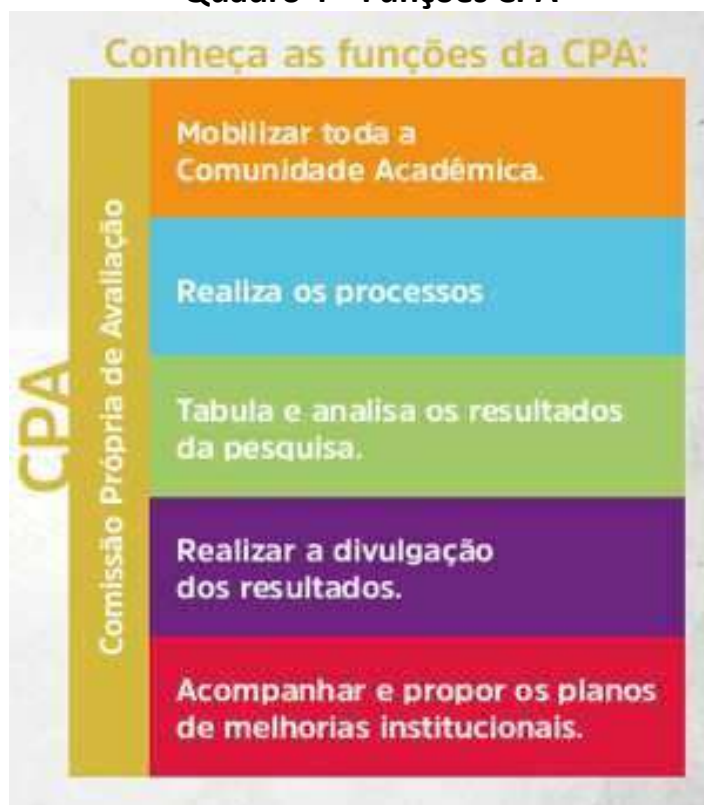 Conheça as funções da CPA:
CPA
Comissão Própria de Avaliação
Mobilizar toda a
Comunidade Acadêmica.
Realiza os processos
Tabula e analisa os resultados
da pesquisa.
Realizar a divulgação
dos resultados.
Acompanhar e propor os planos
de melhorias institucionais.